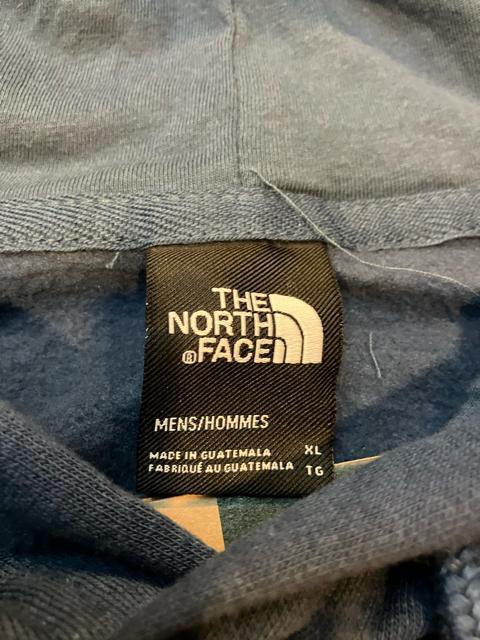 THE
NORTH
® FACE
MENS/HOMMES
MADE IN GUATEMALA XL
FABRIQUÉ AU GUATEMALA TG